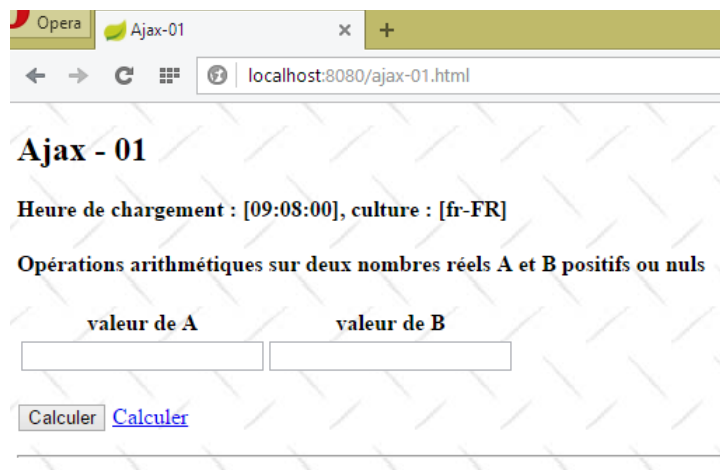 Opera
Ajax-01
localhost:8080/ajax-01.html
Ajax - 01
Heure de chargement : [09:08:00], culture : [fr-FR]
Opérations arithmétiques sur deux nombres réels A et B positifs ou nuls
valeur de A valeur de B
Calculer Calculer